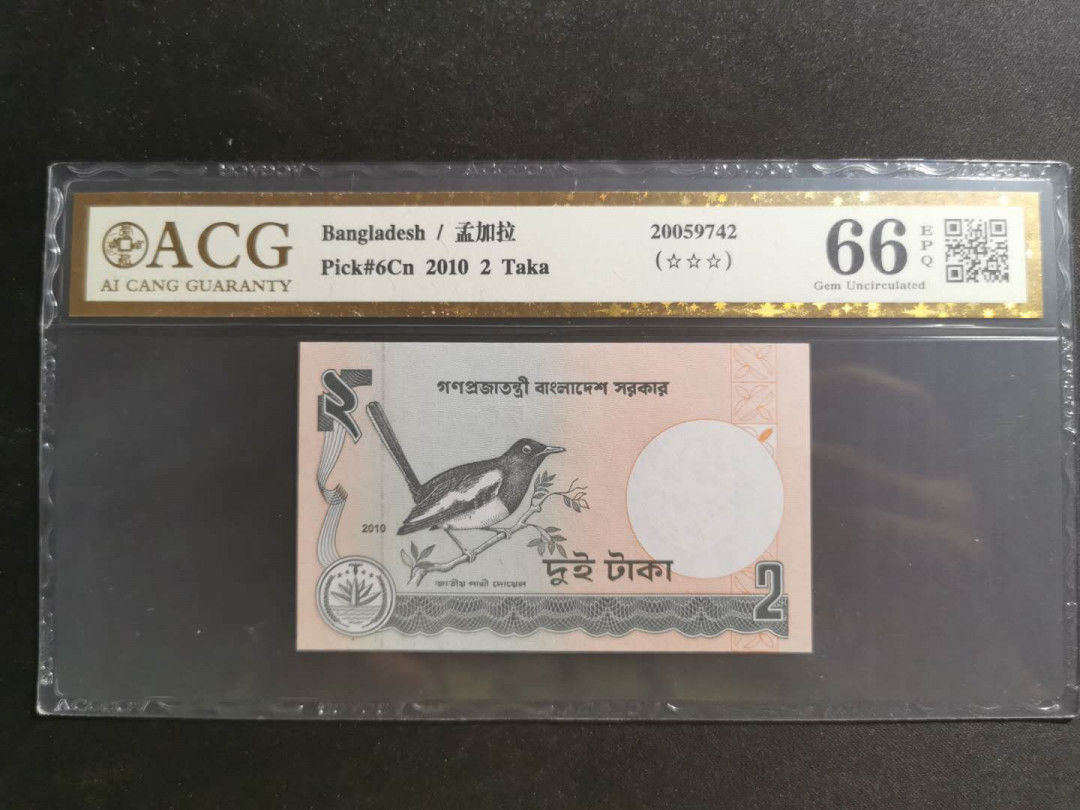 ACG
AI CANG GUARANTY
Bangladesh / 孟加拉
Pick#6Cn 2010 2 Taka
20059742
(☆☆☆)
66
EPQ
Gem Uncirculated
২
গণপ্রজাতন্ত্রী বাংলাদেশ সরকার
2010
জাতীয় পাখী দোয়েল
দুই টাকা
2